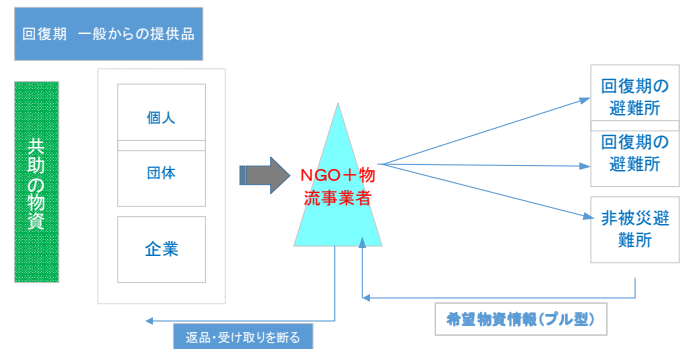 回復期 一般からの提供品
共助の物資
個人
団体
企業
NGO＋物
流事業者
回復期の
避難所
回復期の
避難所
非被災避
難所
希望物資情報（プル型）
返品・受け取りを断る